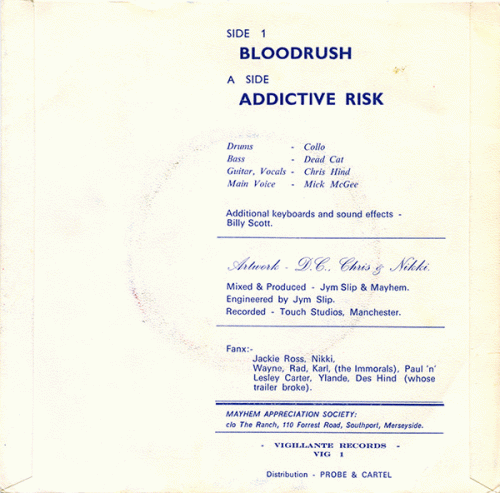 SIDE 1
BLOODRUSH
A SIDE
ADDICTIVE RISK
Drums - Collo
Bass - Dead Cat
Guitar, Vocals - Chris Hind
Main Voice - Mick McGee
Additional keyboards and sound effects -
Billy Scott.
Artwork - D.C., Chris & Nikki.
Mixed & Produced - Jym Slip & Mayhem.
Engineered by Jym Slip.
Recorded - Touch Studios, Manchester.
Fanx:-
Jackie Ross, Nikki,
Wayne, Rad, Karl, (the Immorals), Paul 'n'
Lesley Carter, Ylande, Des Hind (whose
trailer broke).
MAYHEM APPRECIATION SOCIETY:
c/o The Ranch, 110 Forrest Road, Southport, Merseyside.
- VIGILLANTE RECORDS -
VIG 1
Distribution - PROBE & CARTEL